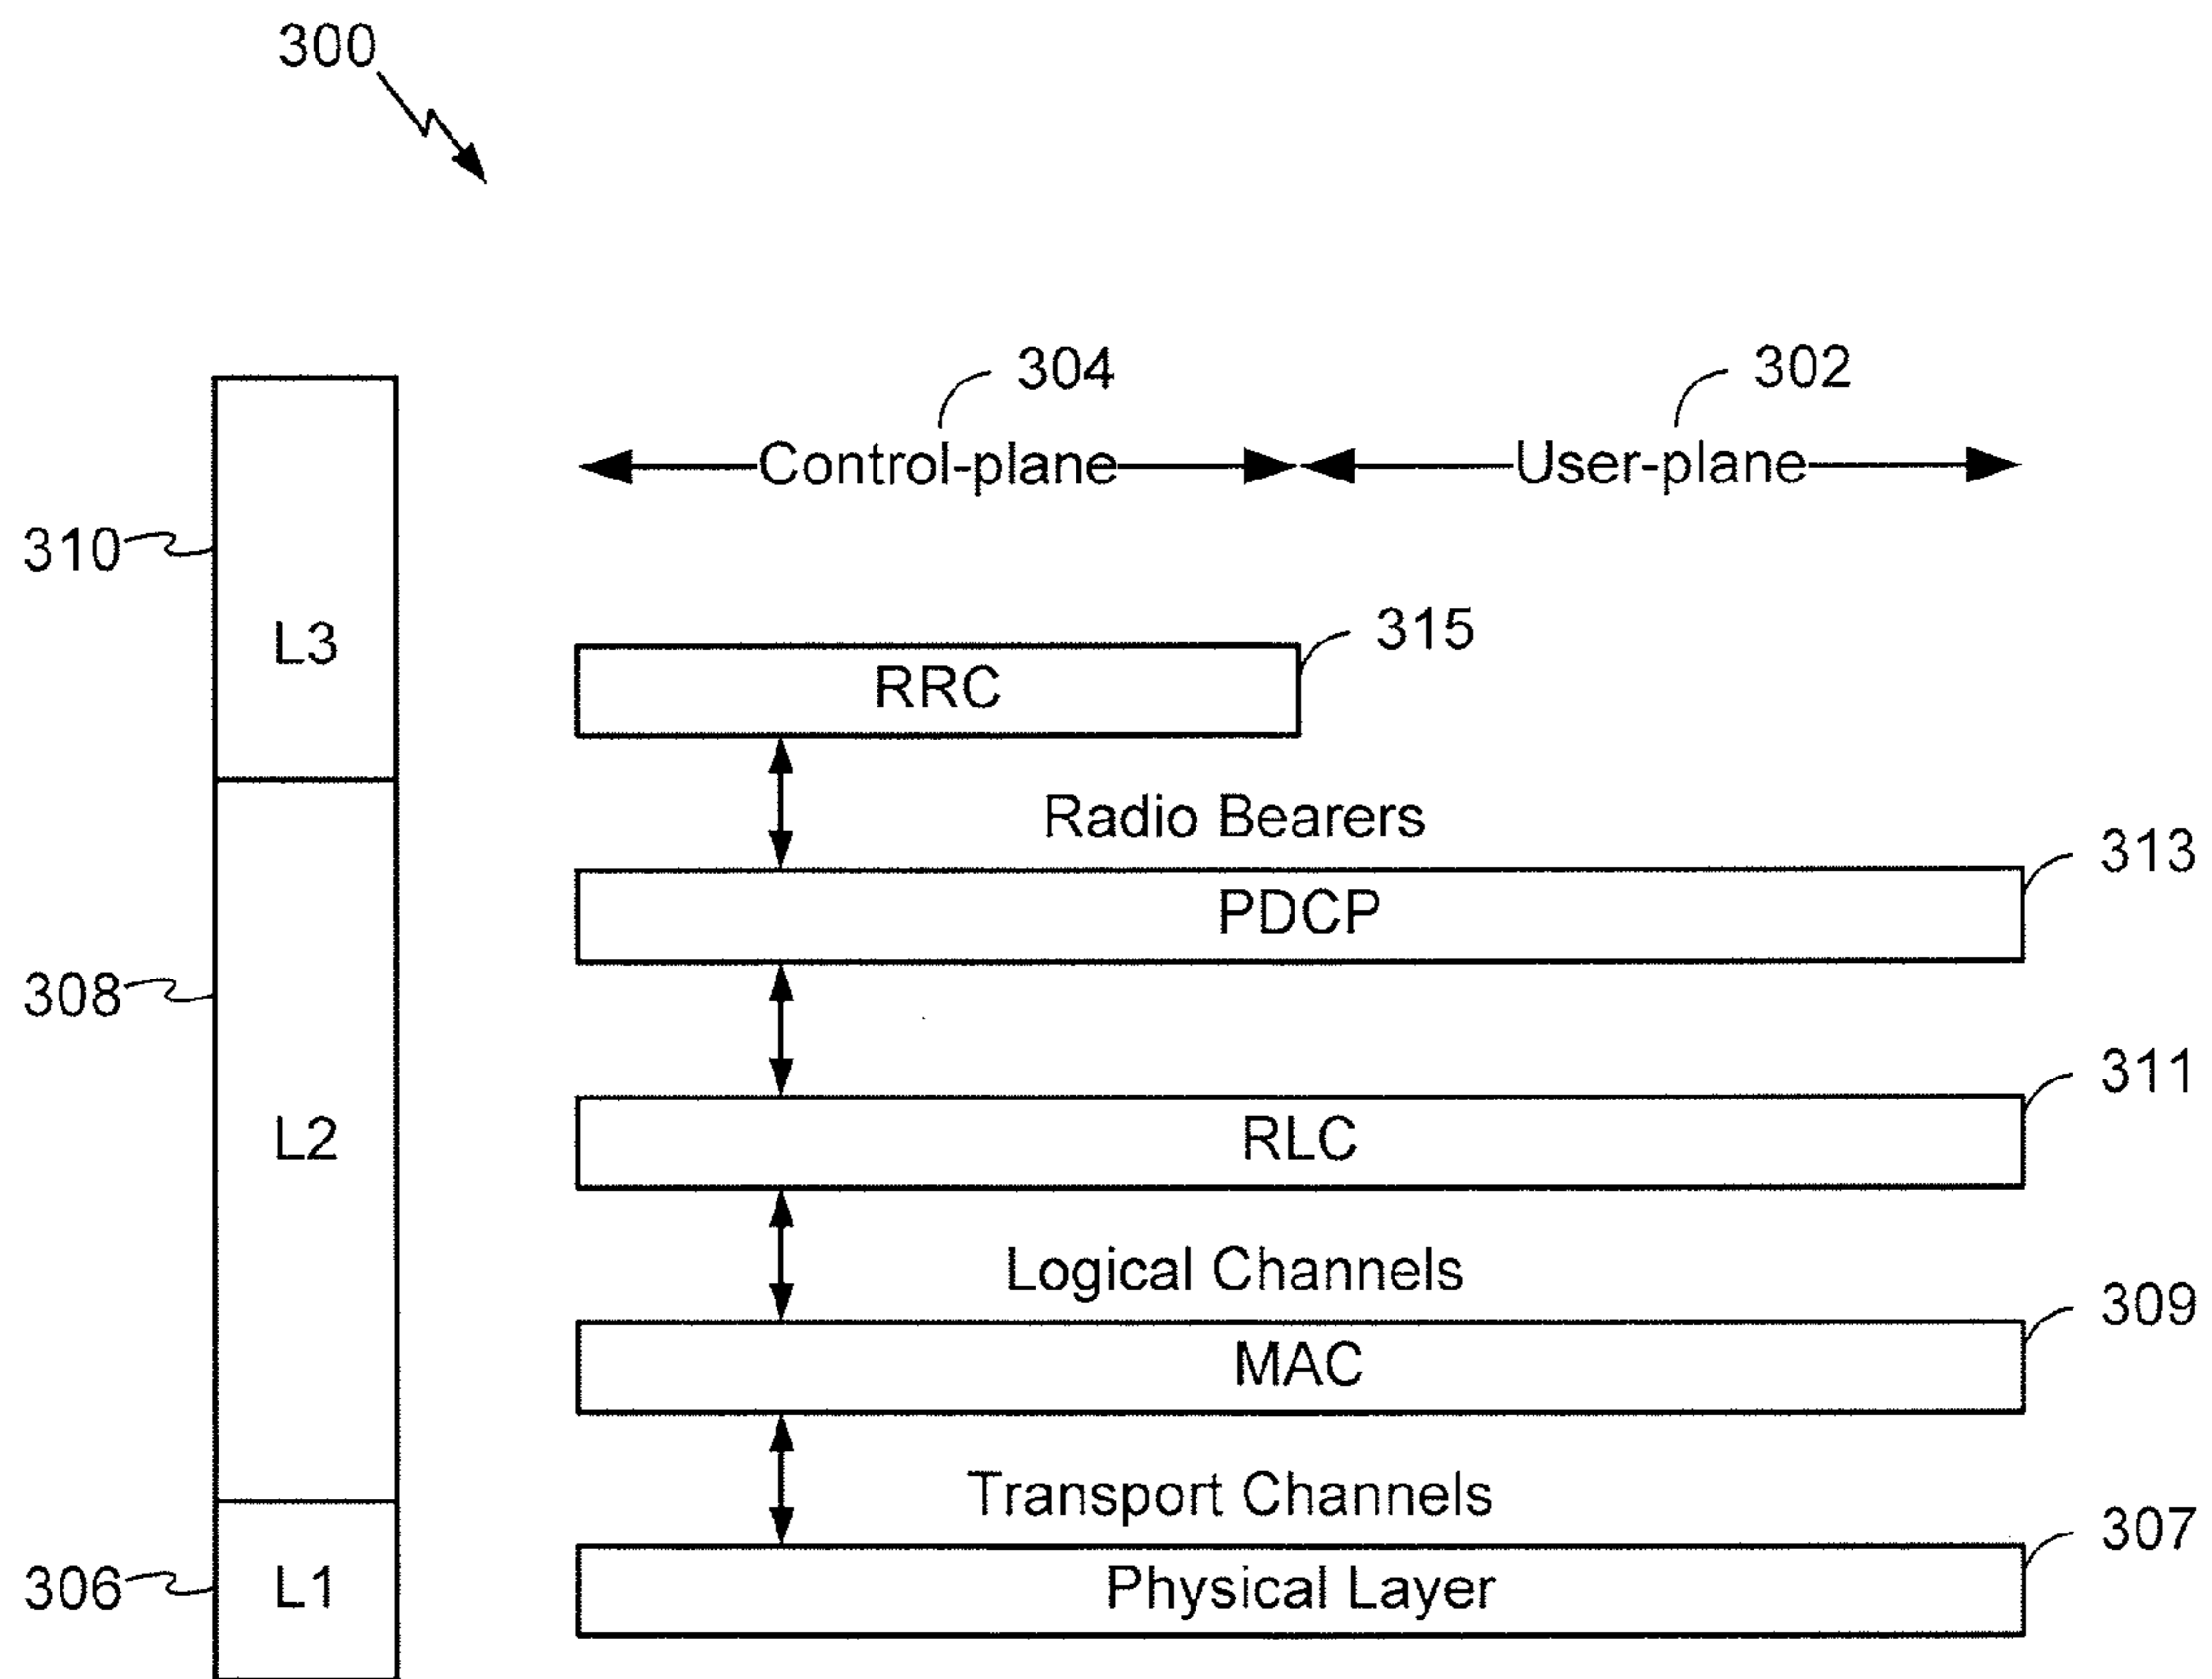 300
304
302
Control-plane
User-plane
310
L3
315
RRC
Radio Bearers
313
PDCP
308
311
L2
RLC
Logical Channels
309
MAC
Transport Channels
307
306
L1
Physical Layer